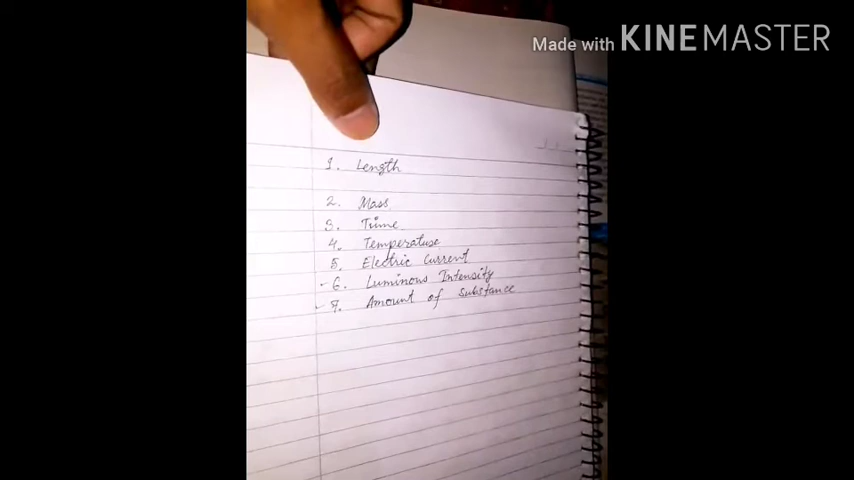 Made with KINEMASTER
1. Length
2. Mass
3. Time
4. Temperature
5. Electric Current
6. Luminous Intensity
7. Amount of substance